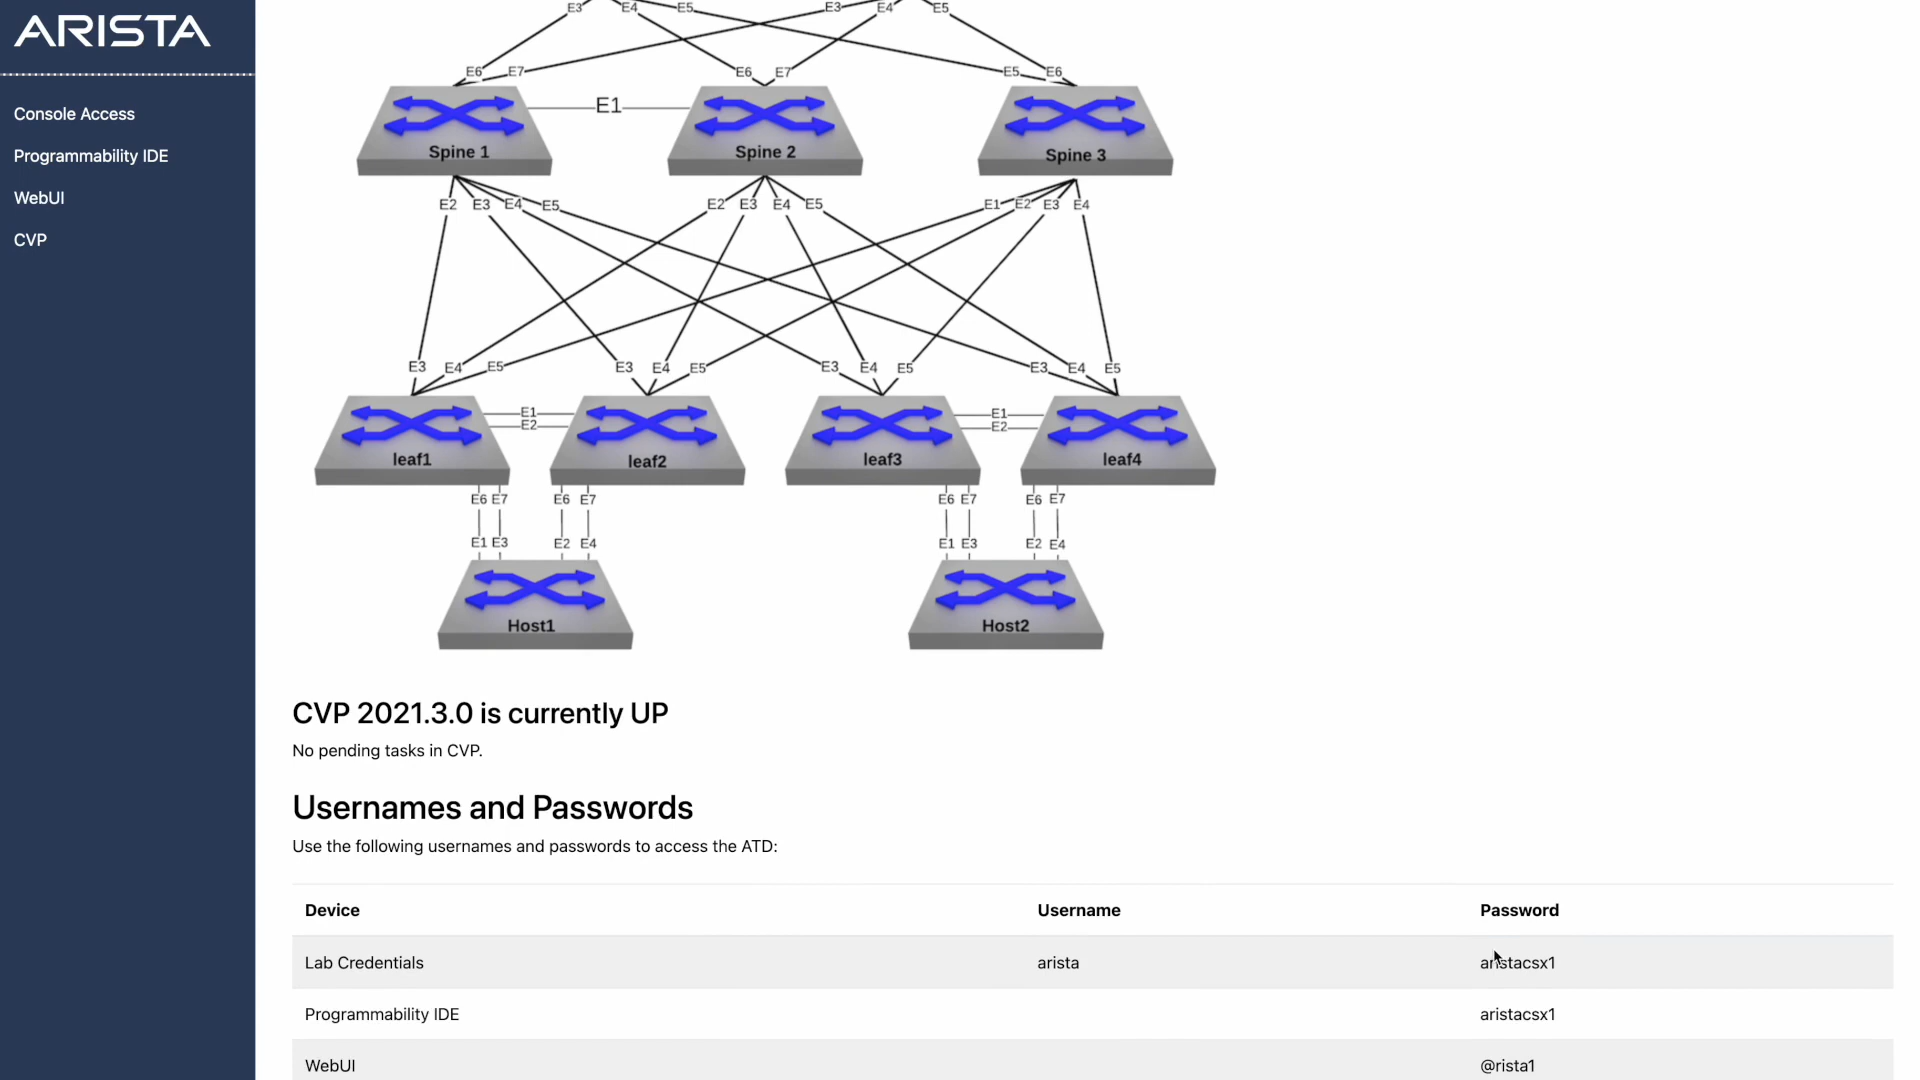 ARISTA
Console Access
Programmability IDE
WebUI
CVP
E3 E4 E5 E3 E4 E5
E6 E7 E6 E7 E5 E6
E1
Spine 1 Spine 2 Spine 3
E2 E3 E4 E5 E2 E3 E4 E5 E1 E2 E3 E4
E3 E4 E5 E3 E4 E5 E3 E4 E5 E3 E4 E5
E1 E1
E2 E2
leaf1 leaf2 leaf3 leaf4
E6 E7 E6 E7 E6 E7 E6 E7
E1 E3 E2 E4 E1 E3 E2 E4
Host1 Host2
CVP 2021.3.0 is currently UP
No pending tasks in CVP.
Usernames and Passwords
Use the following usernames and passwords to access the ATD:
Device Username Password
Lab Credentials arista aristacsx1
Programmability IDE aristacsx1
WebUI @rista1